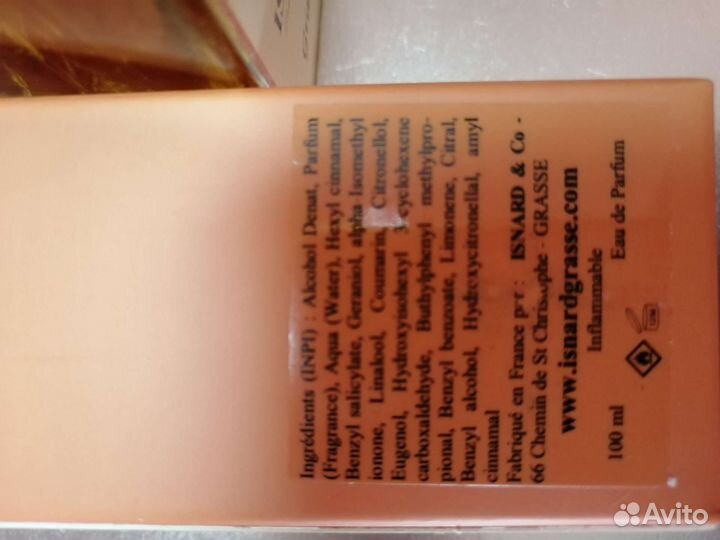 Ingrédients (INPI) : Alcohol Denat, Parfum
(Fragrance), Aqua (Water), Hexyl cinnamal,
Benzyl salicylate, Geraniol, alpha-Isomethyl
ionone, Linalool, Coumarin, Citronellol,
Eugenol, Hydroxyisohexyl 3-cyclohexene
carboxaldehyde, Buthylphenyl methylpro-
pional, Benzyl benzoate, Limonene, Citral,
Benzyl alcohol, Hydroxycitronellal, amyl
cinnamal
Fabriqué en France par : ISNARD & Co -
66 Chemin de St Christophe - GRASSE
www.isnardgrasse.com
Inflammable
100 ml Eau de Parfum
Avito